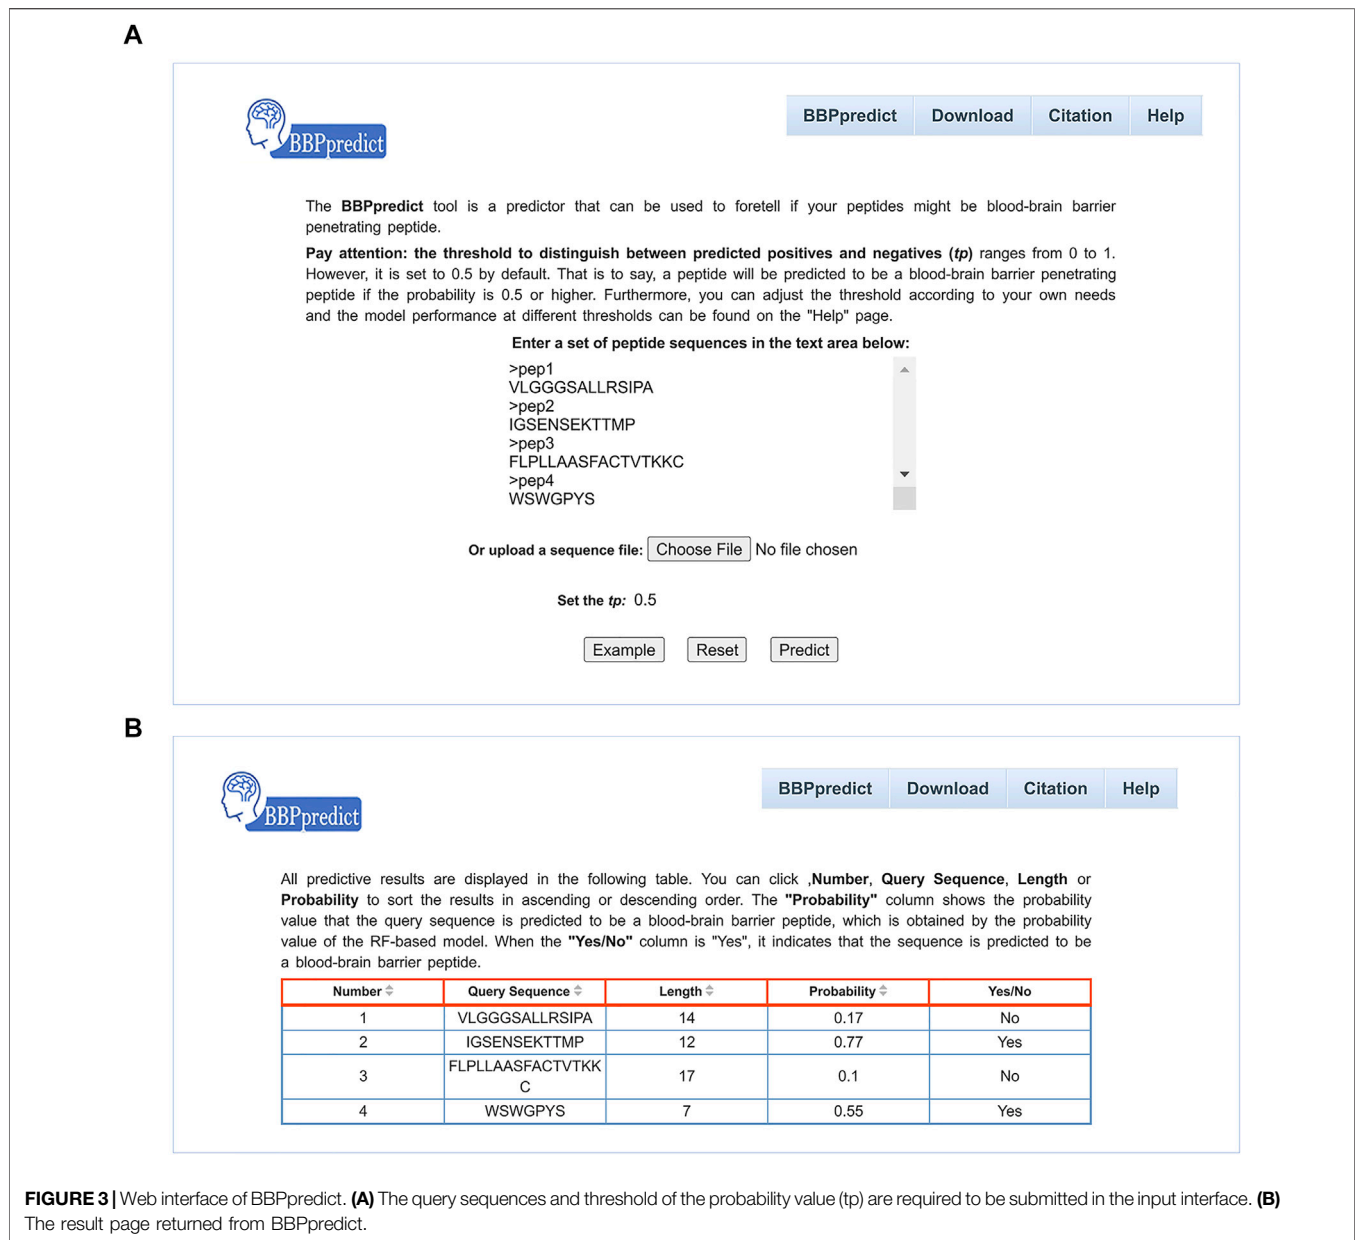 A
BBPpredict
BBPpredict Download Citation Help
The BBPpredict tool is a predictor that can be used to foretell if your peptides might be blood-brain barrier
penetrating peptide.
Pay attention: the threshold to distinguish between predicted positives and negatives (tp) ranges from 0 to 1.
However, it is set to 0.5 by default. That is to say, a peptide will be predicted to be a blood-brain barrier penetrating
peptide if the probability is 0.5 or higher. Furthermore, you can adjust the threshold according to your own needs
and the model performance at different thresholds can be found on the "Help" page.
Enter a set of peptide sequences in the text area below:
>pep1
VLGGGSALLRSIPA
>pep2
IGSENSEKTTMP
>pep3
FLPLLAASFACTVTKKC
>pep4
WSWGPYS
Or upload a sequence file: Choose File No file chosen
Set the tp: 0.5
Example Reset Predict
B
BBPpredict
BBPpredict Download Citation Help
All predictive results are displayed in the following table. You can click ,Number, Query Sequence, Length or
Probability to sort the results in ascending or descending order. The "Probability" column shows the probability
value that the query sequence is predicted to be a blood-brain barrier peptide, which is obtained by the probability
value of the RF-based model. When the "Yes/No" column is "Yes", it indicates that the sequence is predicted to be
a blood-brain barrier peptide.
Number Query Sequence Length Probability Yes/No
1 VLGGGSALLRSIPA 14 0.17 No
2 IGSENSEKTTMP 12 0.77 Yes
3 FLPLLAASFACTVTKK 17 0.1 No
C
4 WSWGPYS 7 0.55 Yes
FIGURE 3 | Web interface of BBPpredict. (A) The query sequences and threshold of the probability value (tp) are required to be submitted in the input interface. (B)
The result page returned from BBPpredict.